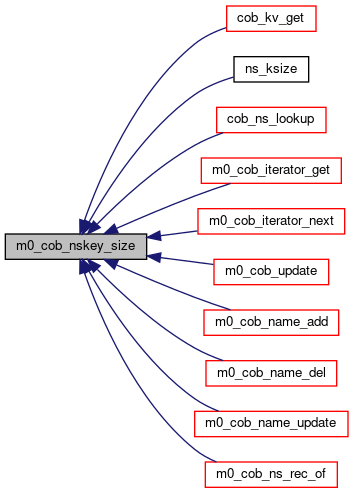 cob_kv_get
ns_ksize
cob_ns_lookup
m0_cob_iterator_get
m0_cob_iterator_next
m0_cob_nskey_size
m0_cob_update
m0_cob_name_add
m0_cob_name_del
m0_cob_name_update
m0_cob_ns_rec_of